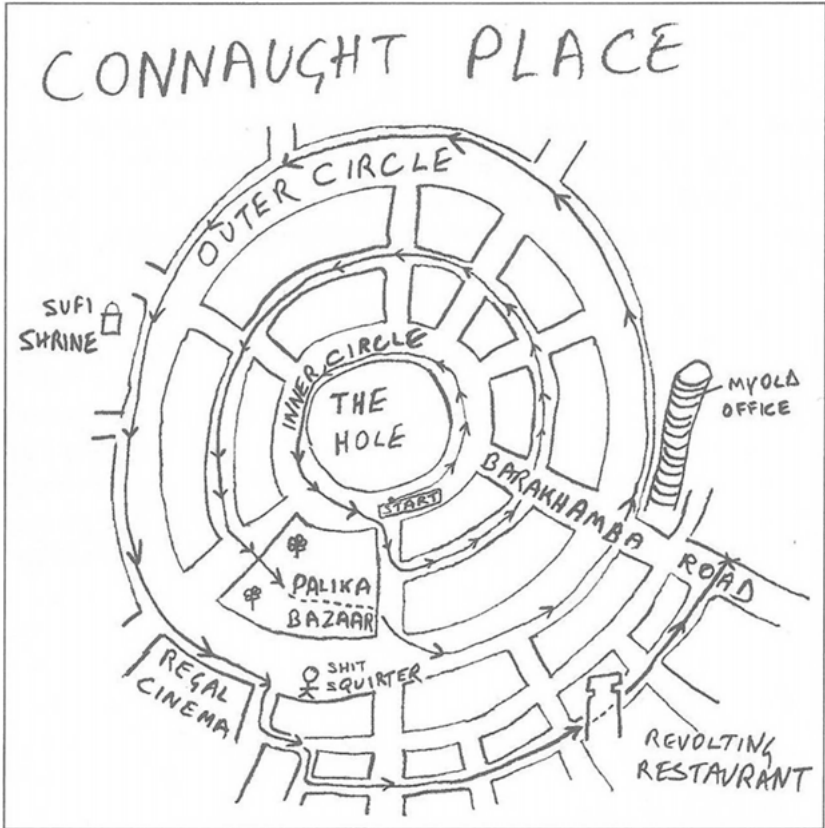 CONNAUGHT PLACE
OUTER CIRCLE
SUFI
SHRINE
INNER CIRCLE
THE
HOLE
MY OLD
OFFICE
START
BARAKHAMBA
ROAD
PALIKA
BAZAAR
SHIT
SQUIRTER
REGAL
CINEMA
REVOLTING
RESTAURANT